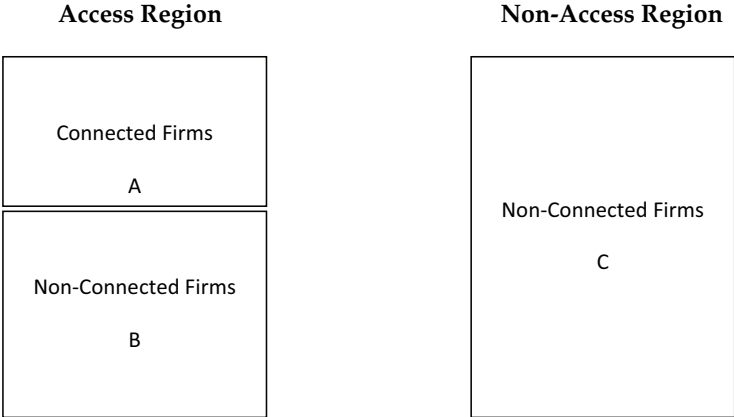 Access Region
Non-Access Region
Connected Firms
A
Non-Connected Firms
B
Non-Connected Firms
C